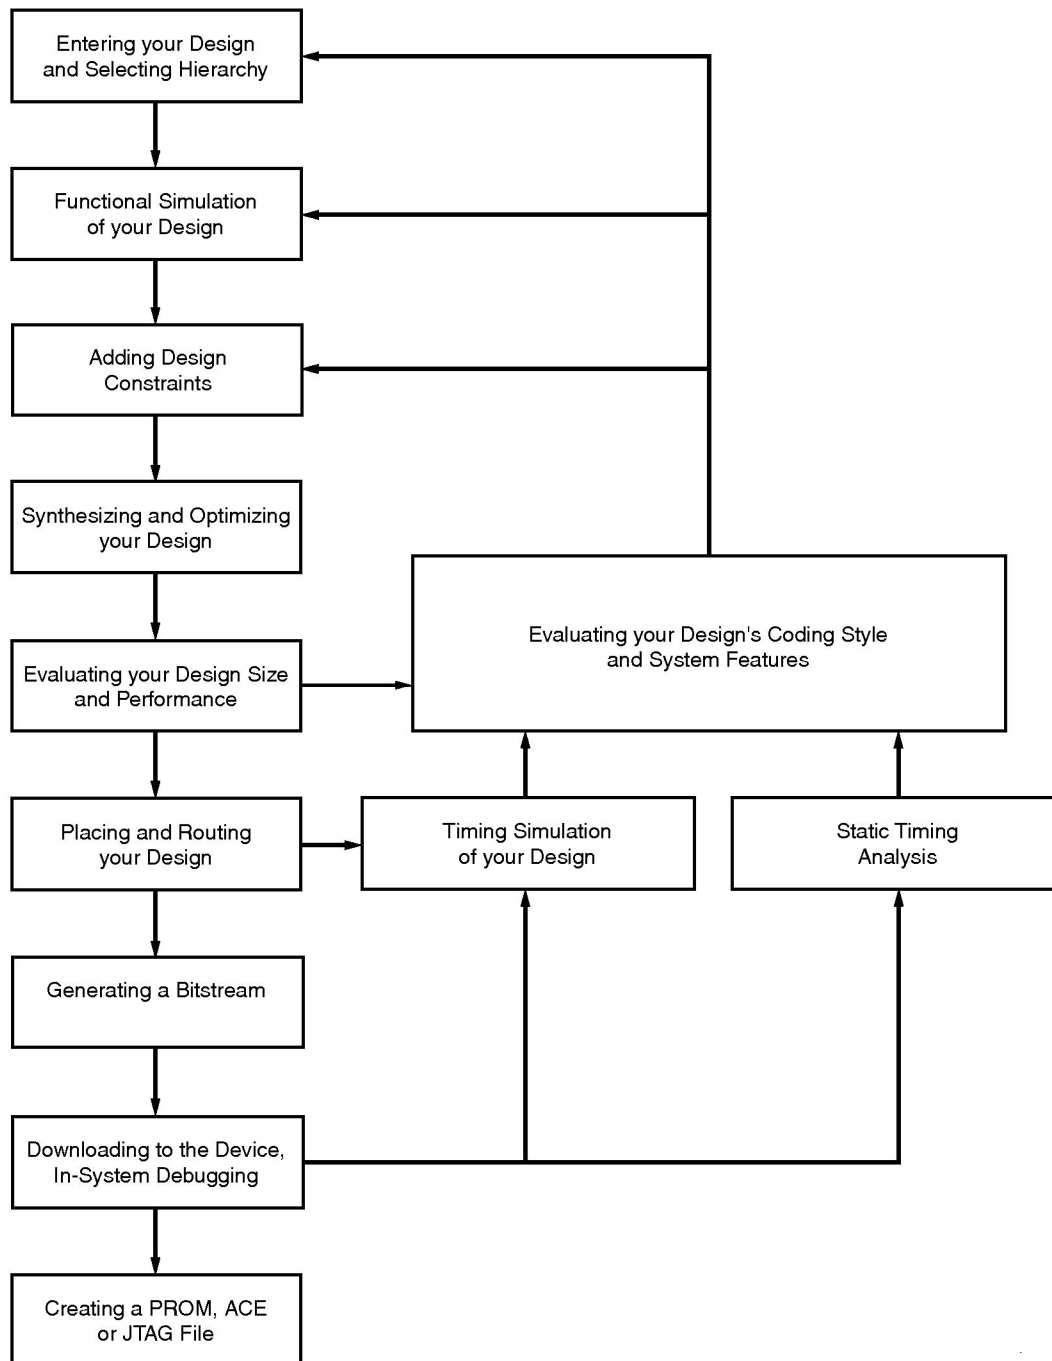 Entering your Design
and Selecting Hierarchy
Functional Simulation
of your Design
Adding Design
Constraints
Synthesizing and Optimizing
your Design
Evaluating your Design's Coding Style
and System Features
Evaluating your Design Size
and Performance
Placing and Routing
your Design
Timing Simulation
of your Design
Static Timing
Analysis
Generating a Bitstream
Downloading to the Device,
In-System Debugging
Creating a PROM, ACE
or JTAG File